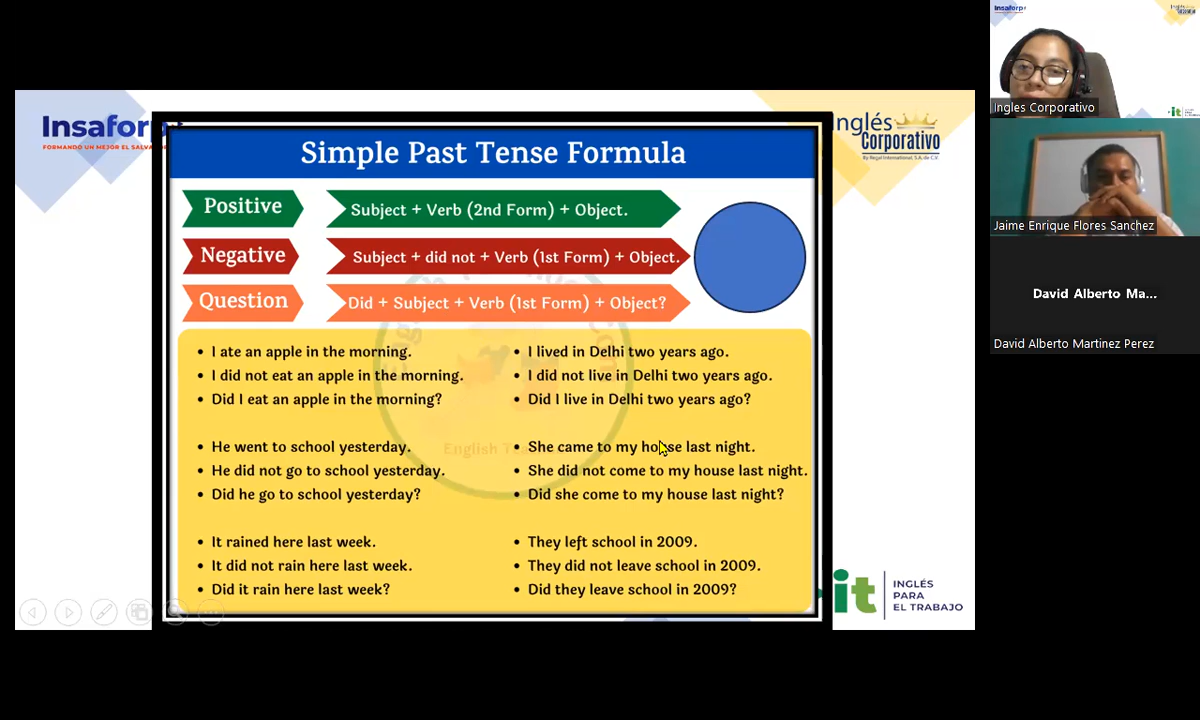 Insaforp
FORMANDO UN MEJOR EL SALVADOR
Inglés
Corporativo
By Regal International, S.A. de C.V.
Simple Past Tense Formula
Positive
Subject + Verb (2nd Form) + Object.
Negative
Subject + did not + Verb (1st Form) + Object.
Question
Did + Subject + Verb (1st Form) + Object?
• I ate an apple in the morning.
• I did not eat an apple in the morning.
• Did I eat an apple in the morning?
• He went to school yesterday.
• He did not go to school yesterday.
• Did he go to school yesterday?
• It rained here last week.
• It did not rain here last week.
• Did it rain here last week?
• I lived in Delhi two years ago.
• I did not live in Delhi two years ago.
• Did I live in Delhi two years ago?
• She came to my house last night.
• She did not come to my house last night.
• Did she come to my house last night?
• They left school in 2009.
• They did not leave school in 2009.
• Did they leave school in 2009?
it
INGLÉS
PARA
EL TRABAJO
Insaforp
Ingles Corporativo
Jaime Enrique Flores Sanchez
David Alberto Ma...
David Alberto Martinez Perez